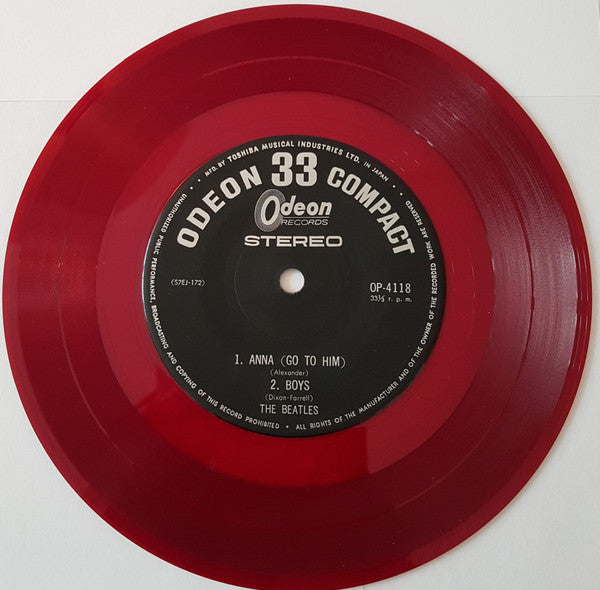 MFD. BY TOSHIBA MUSICAL INDUSTRIES LTD. IN JAPAN
ODEON 33 COMPACT
Odeon
RECORDS
STEREO
(S7EJ-172)
OP-4118
33⅓ r. p. m.
1. ANNA (GO TO HIM)
(Alexander)
2. BOYS
(Dixon-Farrell)
THE BEATLES
UNAUTHORIZED PUBLIC PERFORMANCE, BROADCASTING AND COPYING OF THIS RECORD PROHIBITED • ALL RIGHTS OF THE MANUFACTURER AND OF THE OWNER OF THE RECORDED WORK ARE RESERVED